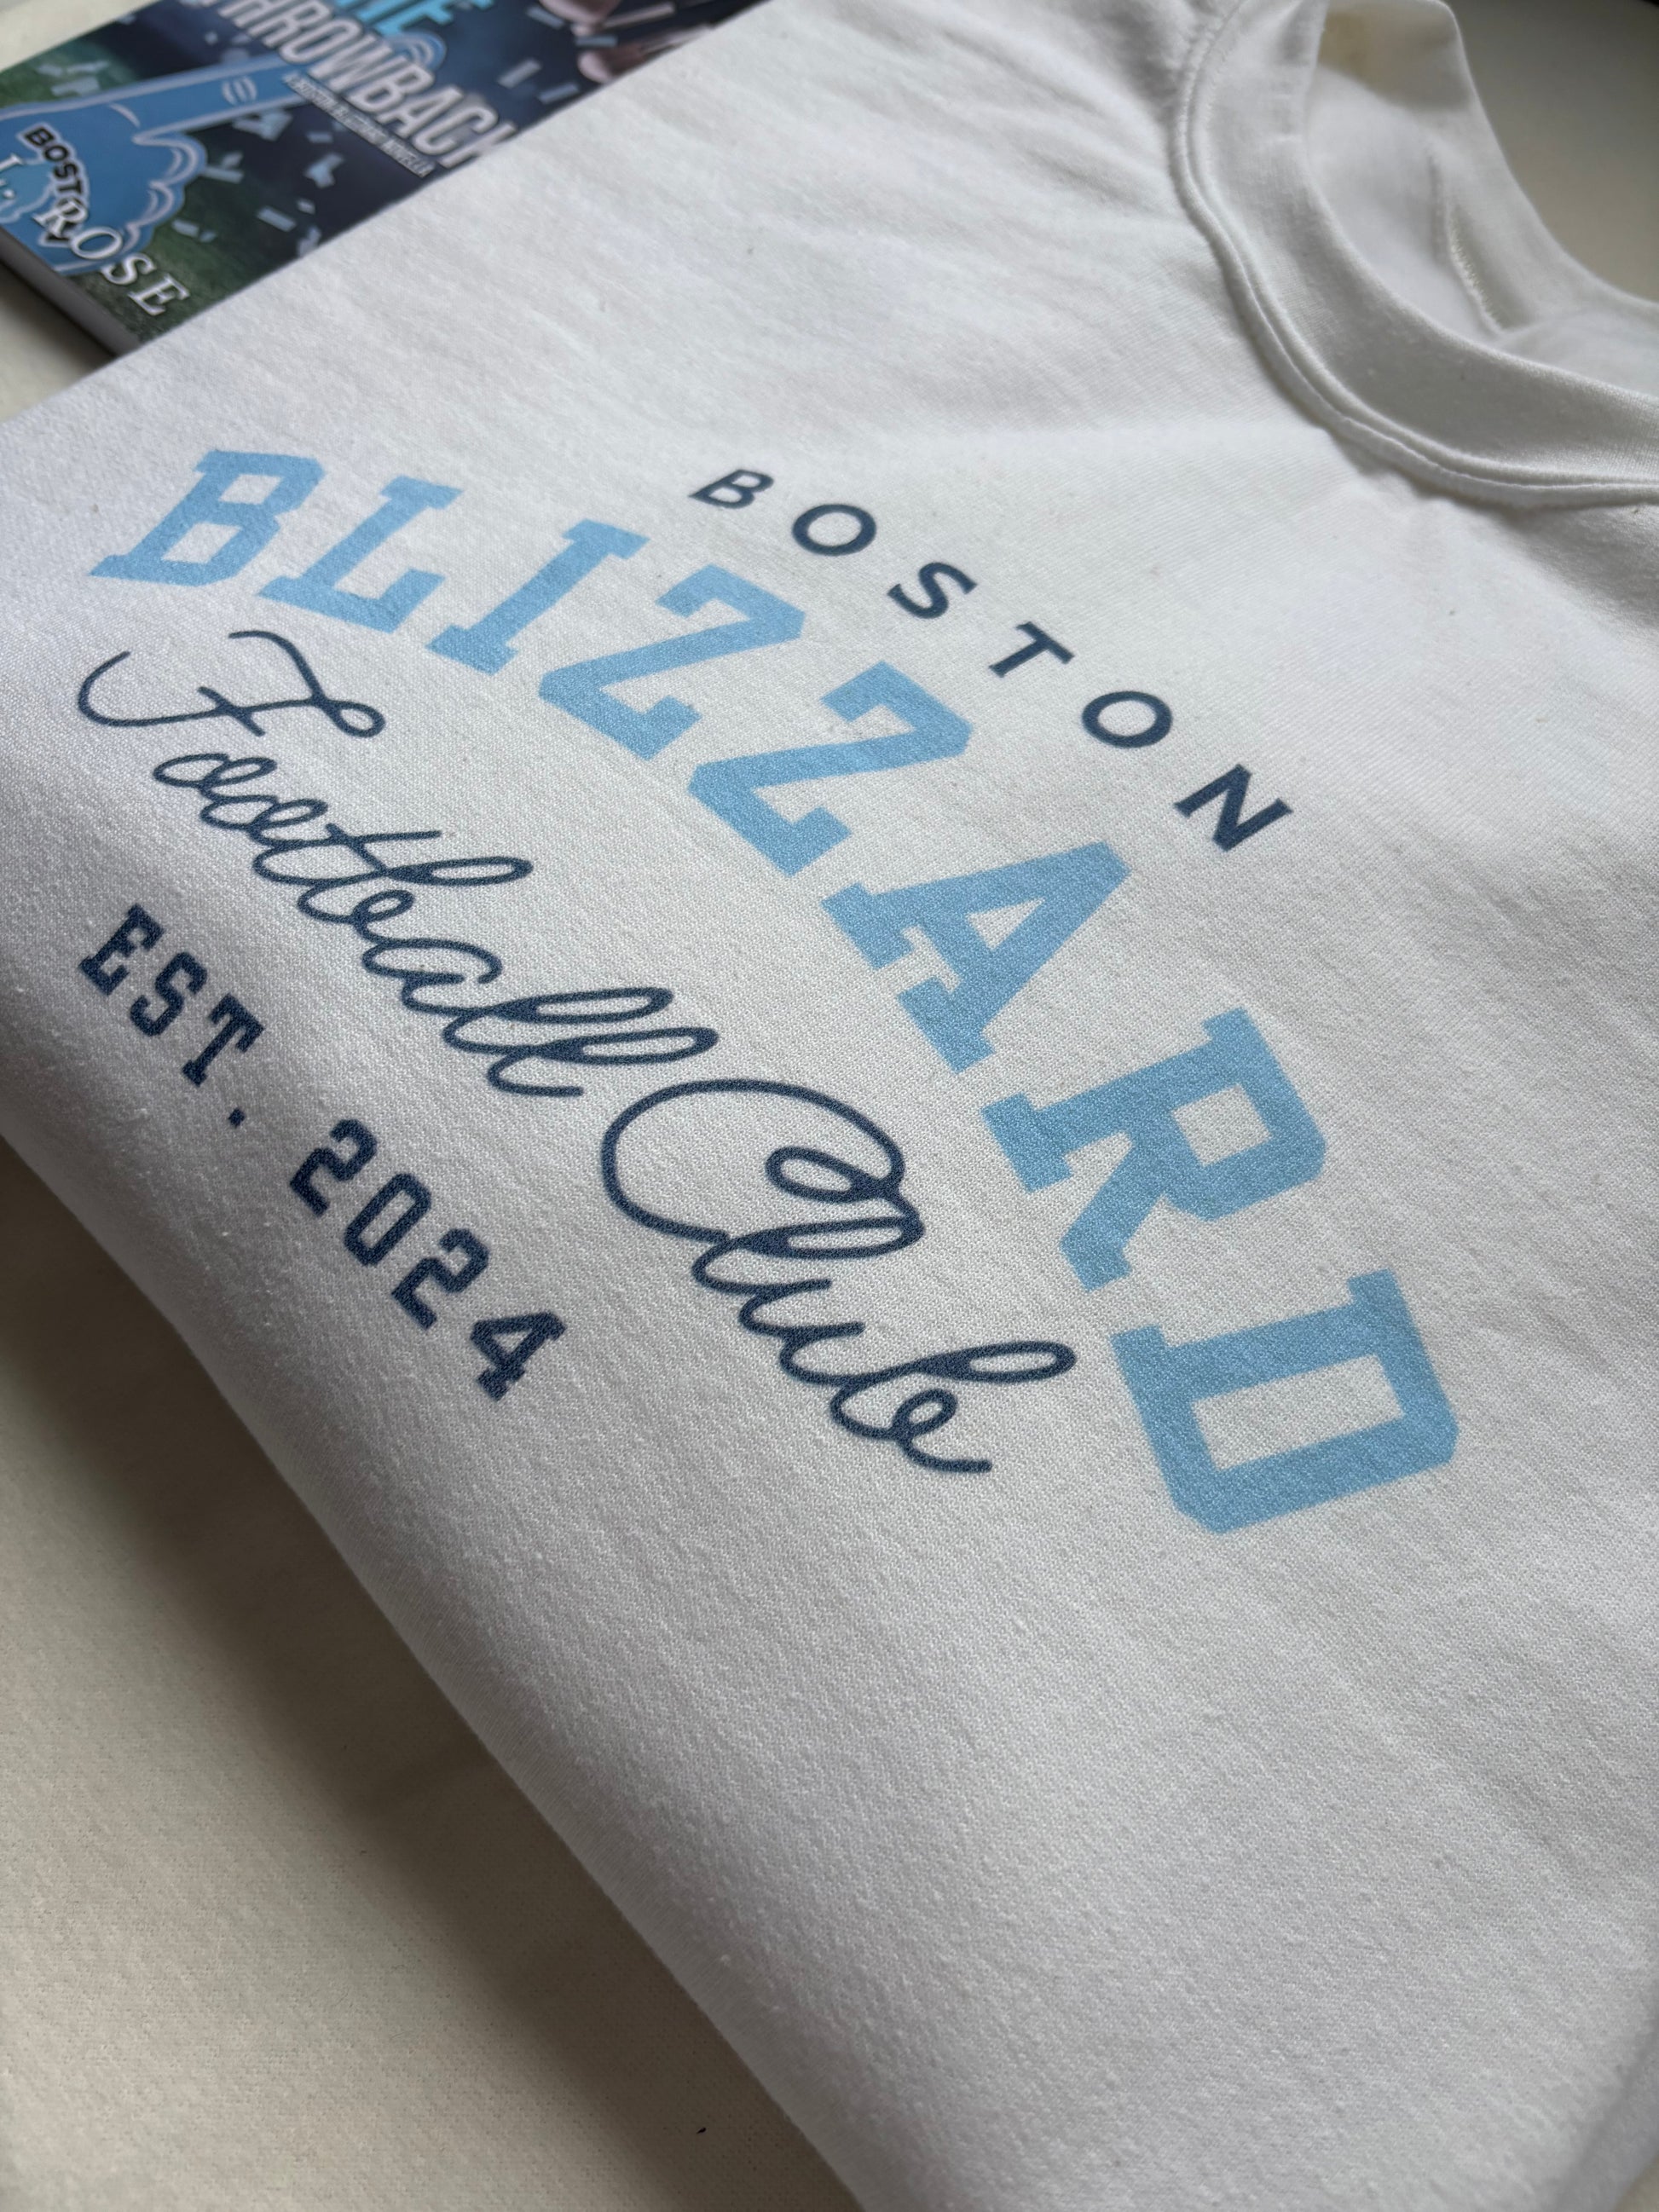 THROWBACK
BOSTON
ROSE
BOSTON
BLIZZARD
Football Club
EST. 2024